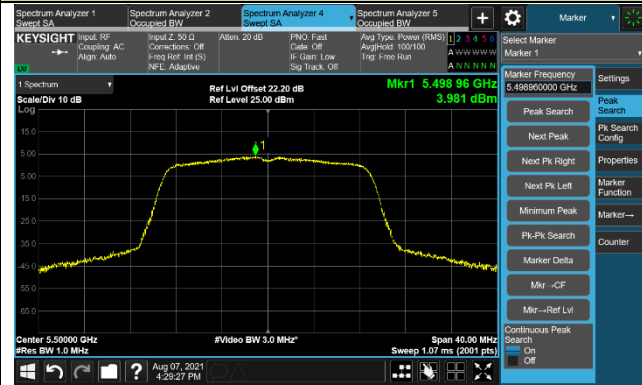 Spectrum Analyzer 1
Swept SA
Spectrum Analyzer 2
Occupied BW
Spectrum Analyzer 4
Swept SA
Spectrum Analyzer 5
Occupied BW
+
Marker
KEYSIGHT
Input: RF
Coupling: AC
Align: Auto
Input Z: 50 Ω
Corrections: Off
Freq Ref: Int (S)
NFE: Adaptive
Atten: 20 dB
PNO: Fast
Gate: Off
IF Gain: Low
Sig Track: Off
Avg Type: Power (RMS)
Avg|Hold: 100/100
Trig: Free Run
1 2 3 4 5 6
A W W W W W
A N N N N N
LXI
1 Spectrum
Scale/Div 10 dB
Log
Ref Lvl Offset 22.20 dB
Ref Level 25.00 dBm
Mkr1 5.498 96 GHz
3.981 dBm
15.0
5.00
-5.00
-15.0
-25.0
-35.0
-45.0
-55.0
-65.0
1
Center 5.50000 GHz
#Res BW 1.0 MHz
#Video BW 3.0 MHz*
Span 40.00 MHz
Sweep 1.07 ms (2001 pts)
Select Marker
Marker 1
Marker Frequency
5.498960000 GHz
Peak Search
Next Peak
Next Pk Right
Next Pk Left
Minimum Peak
Pk-Pk Search
Marker Delta
Mkr→CF
Mkr→Ref Lvl
Continuous Peak
Search
On
Off
Settings
Peak
Search
Pk Search
Config
Properties
Marker
Function
Marker→
Counter
?
Aug 07, 2021
4:29:27 PM